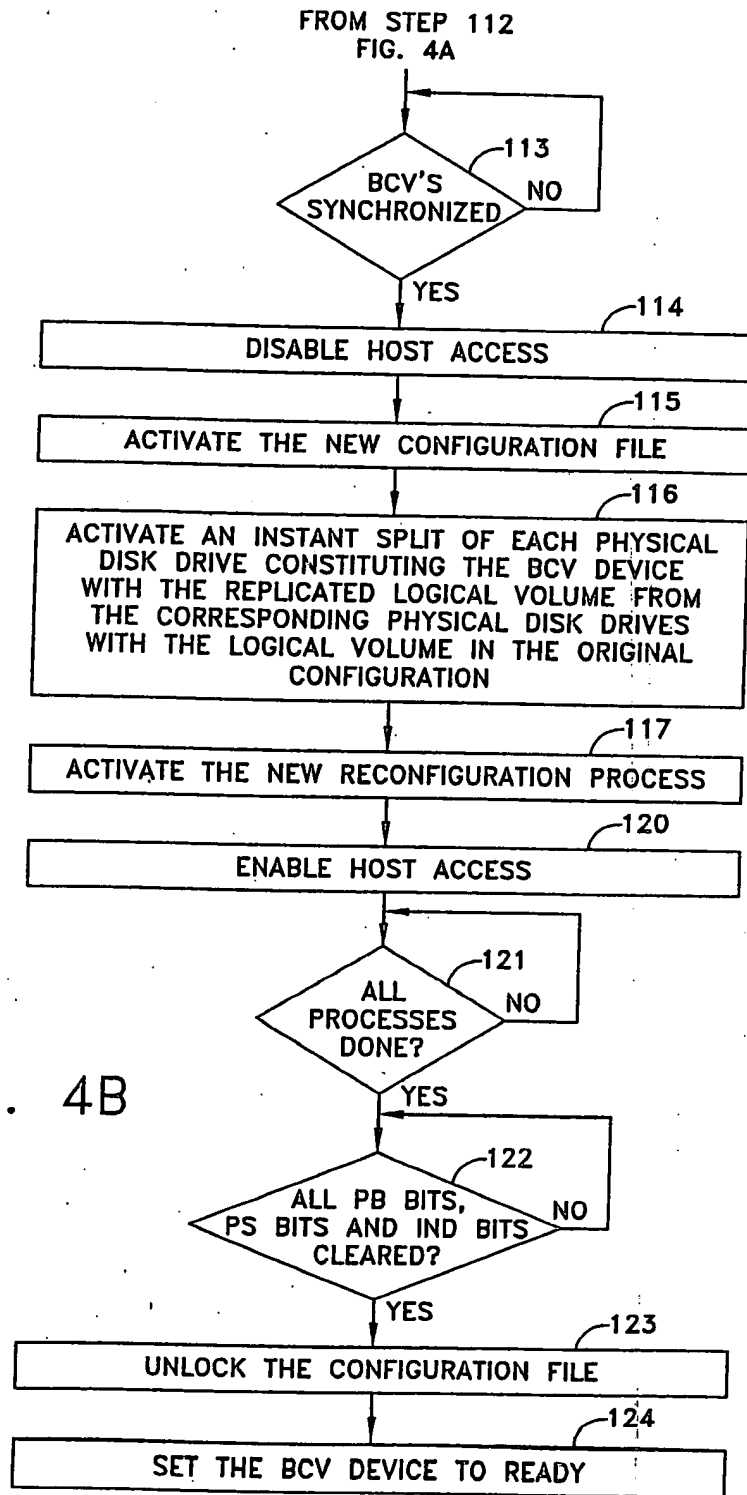 FROM STEP 112
FIG. 4A
113
BCV'S
SYNCHRONIZED
NO
YES
114
DISABLE HOST ACCESS
115
ACTIVATE THE NEW CONFIGURATION FILE
116
ACTIVATE AN INSTANT SPLIT OF EACH PHYSICAL
DISK DRIVE CONSTITUTING THE BCV DEVICE
WITH THE REPLICATED LOGICAL VOLUME FROM
THE CORRESPONDING PHYSICAL DISK DRIVES
WITH THE LOGICAL VOLUME IN THE ORIGINAL
CONFIGURATION
117
ACTIVATE THE NEW RECONFIGURATION PROCESS
120
ENABLE HOST ACCESS
121
ALL
PROCESSES
DONE?
NO
YES
. 4B
122
ALL PB BITS,
PS BITS AND IND BITS
CLEARED?
NO
YES
123
UNLOCK THE CONFIGURATION FILE
124
SET THE BCV DEVICE TO READY